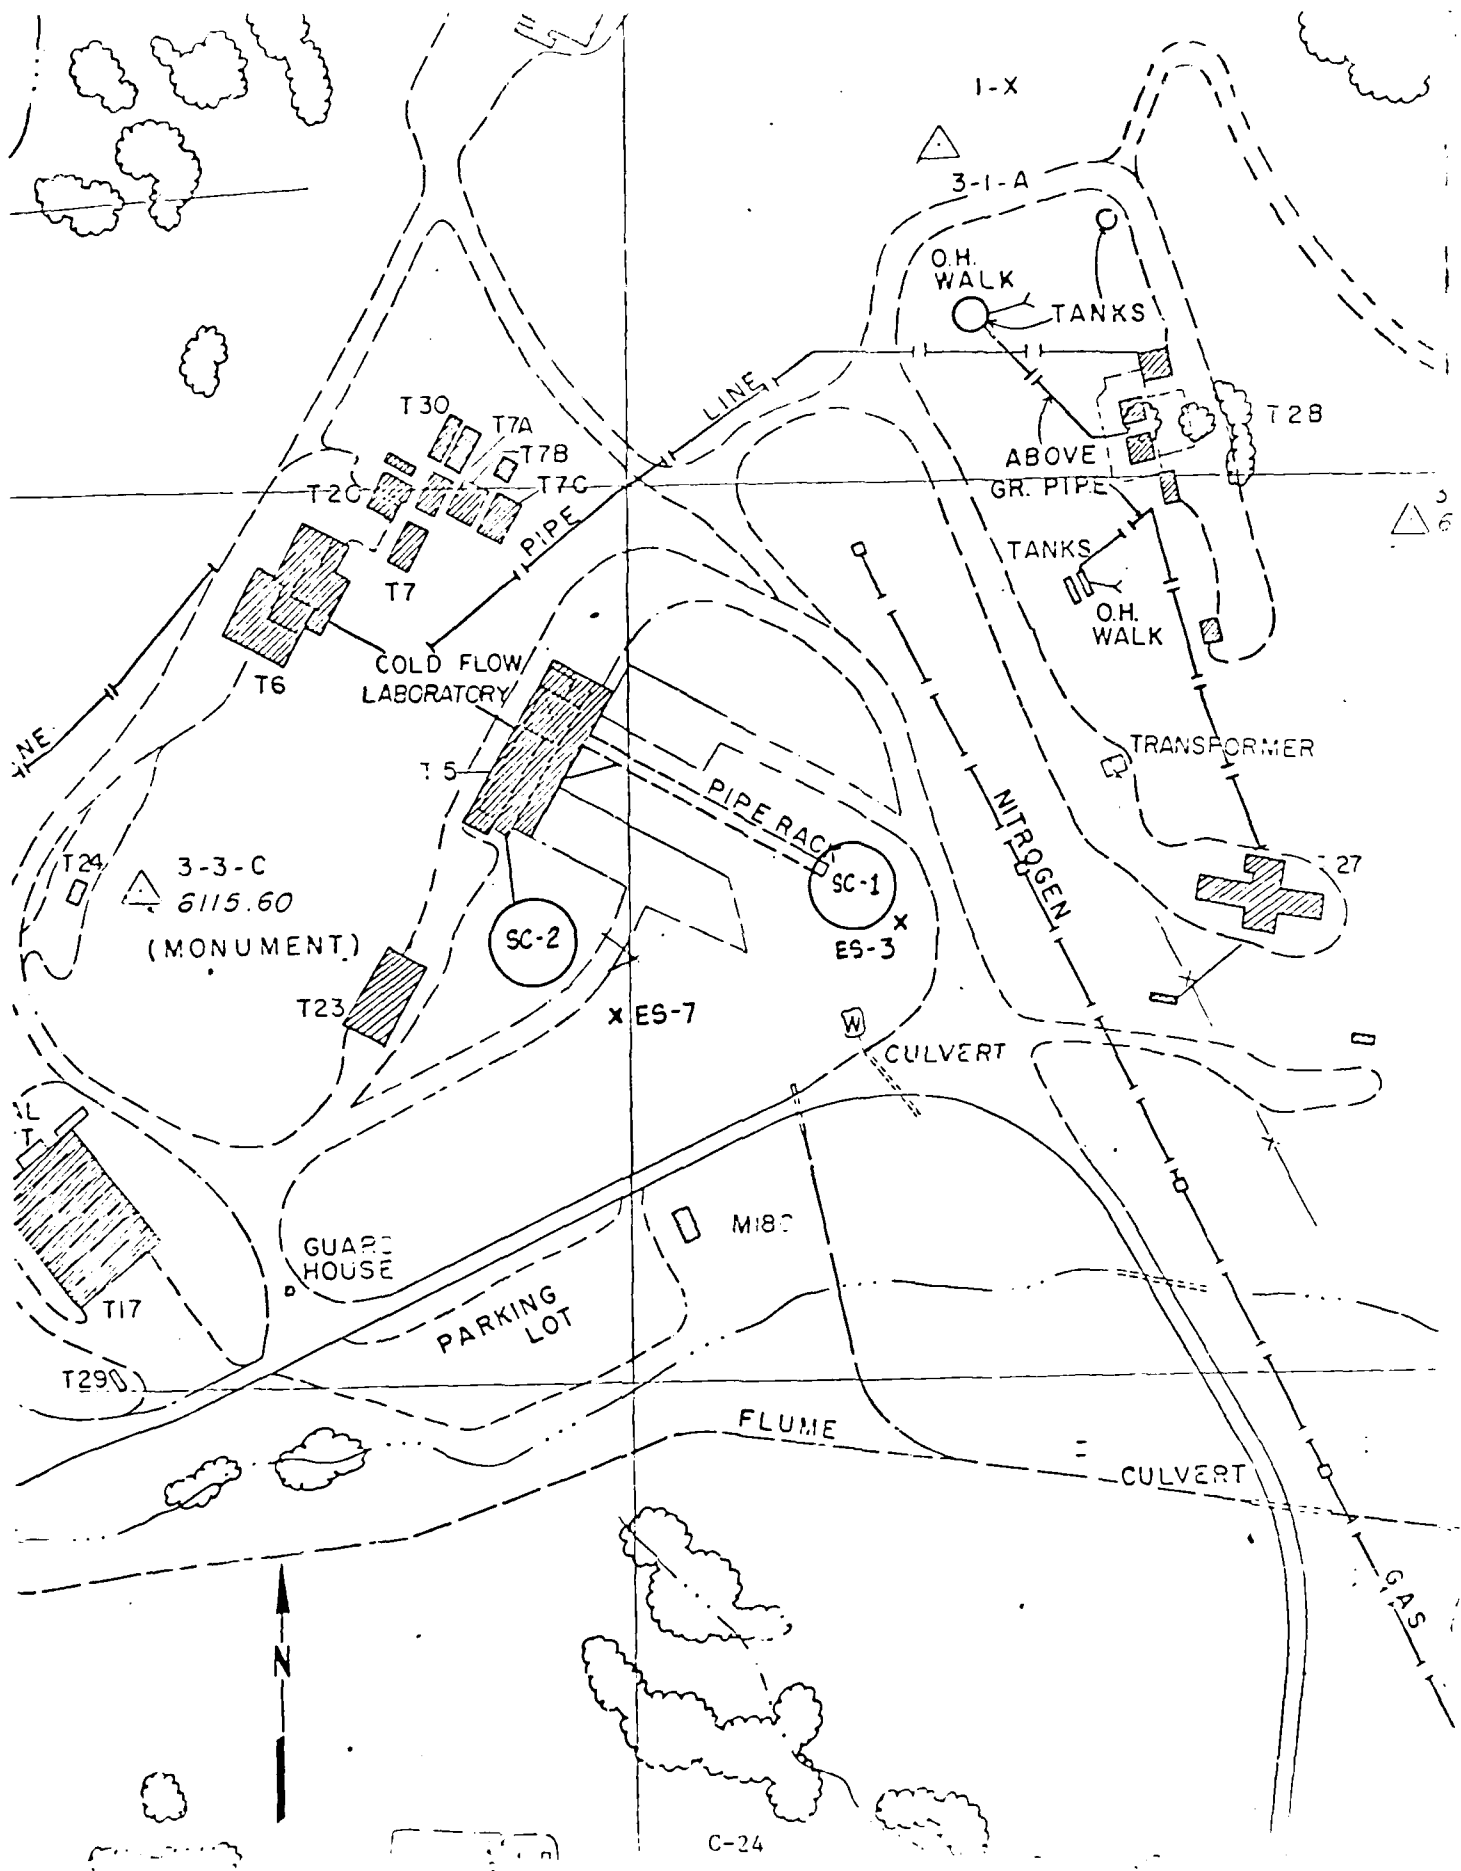 1-X
3-1-A
O.H.
WALK
TANKS
LINE
T30
T7A
T7B
T7C
T2B
ABOVE
GR. PIPE
PIPE
T7
TANKS
O.H.
WALK
T6
COLD FLOW
LABORATORY
TRANSFORMER
T5
PIPE RACK
NITROGEN
T24
3-3-C
6115.60
(MONUMENT)
SC-1
27
SC-2
ES-3
T23
X ES-7
W
CULVERT
GUARD
HOUSE
T17
PARKING
LOT
T29
FLUME
CULVERT
GAS
N
C-24